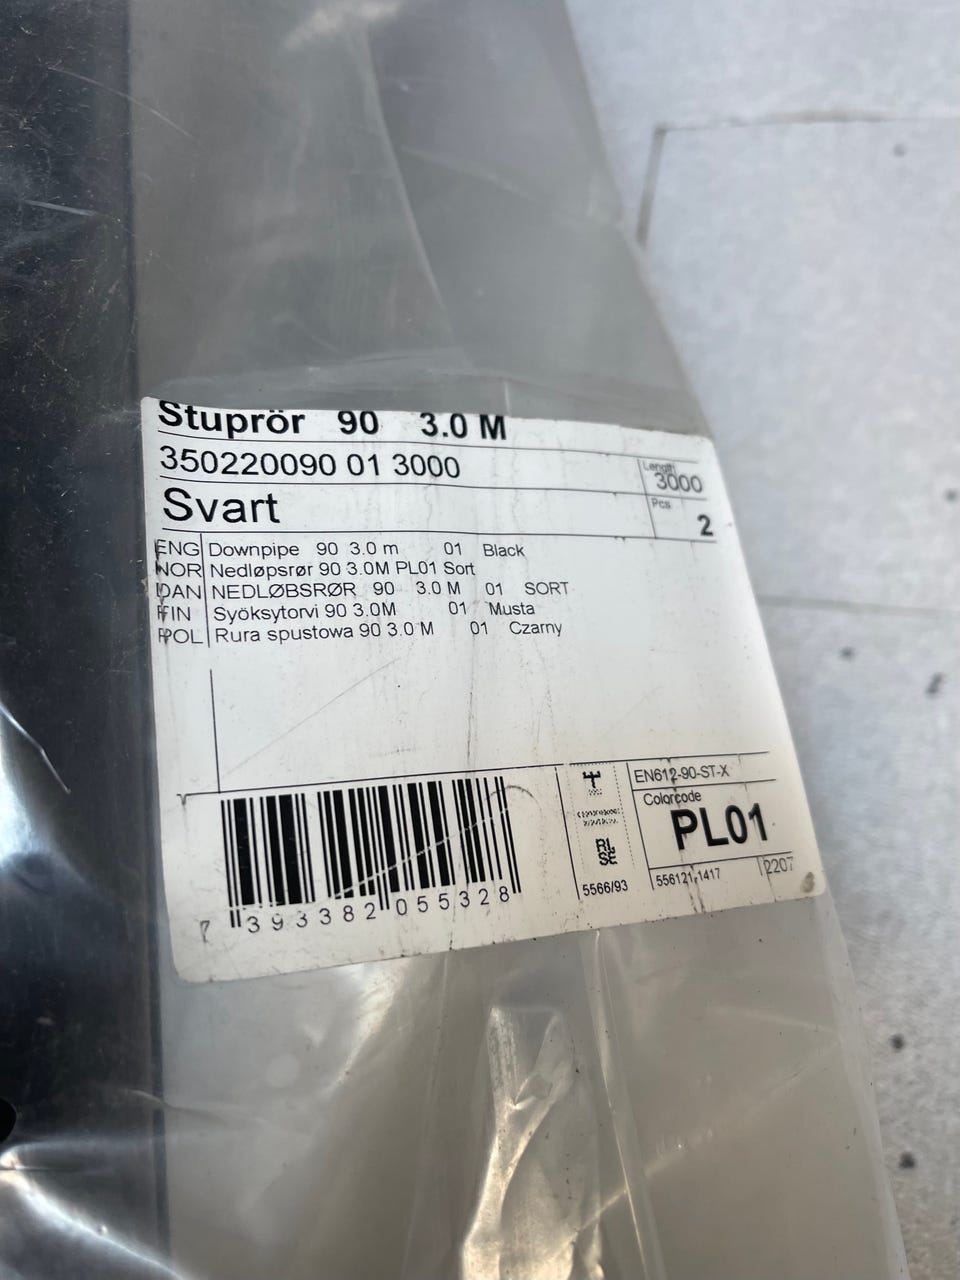 Stuprör 90 3.0 M
350220090 01 3000
Length
3000
Svart
Pcs
2
ENG Downpipe 90 3.0 m 01 Black
NOR Nedløpsrør 90 3.0M PL01 Sort
DAN NEDLØBSRØR 90 3.0 M 01 SORT
FIN Syöksytorvi 90 3.0M 01 Musta
POL Rura spustowa 90 3.0 M 01 Czarny
EN612-90-ST-X
Colorcode
PL01
RI
SE
5566/93
556121-1417
2207
7 393382 055328